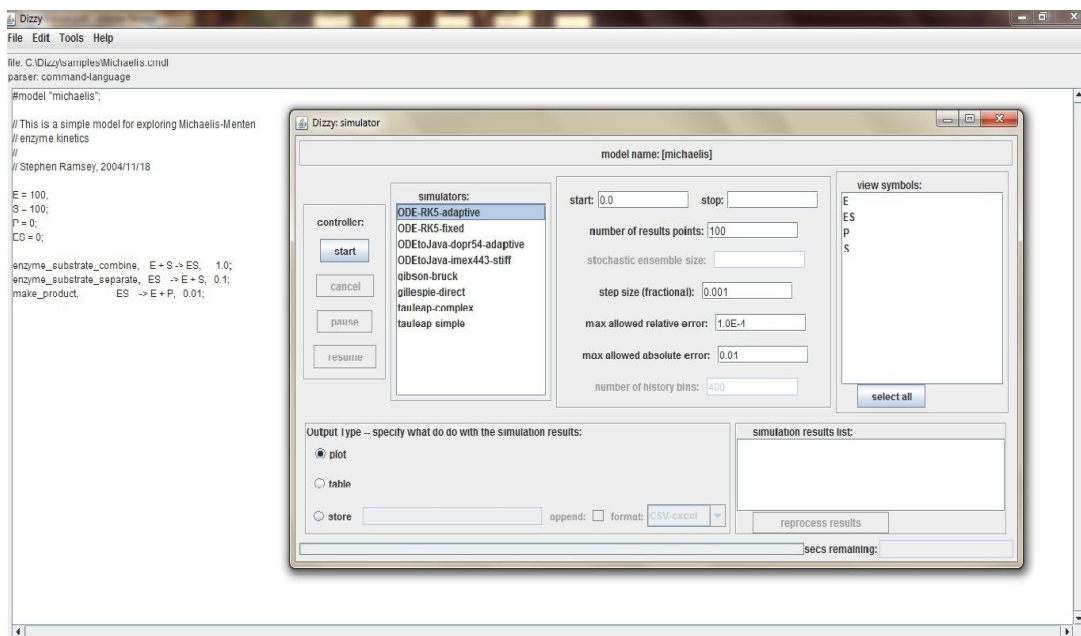 Dizzy
File Edit Tools Help
file: C:\Dizzy\samples\Michaelis.cmdl
parser: command-language
#model "michaelis";
// This is a simple model for exploring Michaelis-Menten
// enzyme kinetics
//
// Stephen Ramsey, 2004/11/18
E = 100,
S = 100;
P = 0;
ES = 0;
enzyme_substrate_combine, E + S -> ES, 1.0;
enzyme_substrate_separate, ES -> E + S, 0.1;
make_product, ES -> E + P, 0.01;
Dizzy: simulator
model name: [michaelis]
controller:
start
cancel
pause
resume
simulators:
ODE-RK5-adaptive
ODE-RK5-fixed
ODEtoJava-dopr54-adaptive
ODEtoJava-imex443-stiff
gibson-bruck
gillespie-direct
tauleap-complex
tauleap simple
start: 0.0 stop:
number of results points: 100
stochastic ensemble size:
step size (fractional): 0.001
max allowed relative error: 1.0E-4
max allowed absolute error: 0.01
number of history bins: 400
view symbols:
E
ES
P
S
select all
Output Type -- specify what do do with the simulation results:
plot
table
store append: format: CSV-excel
simulation results list:
reprocess results
secs remaining: